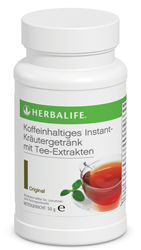 HERBALIFE.
Koffeinhaltiges Instant-
Kräutergetränk
mit Tee-Extrakten
Original